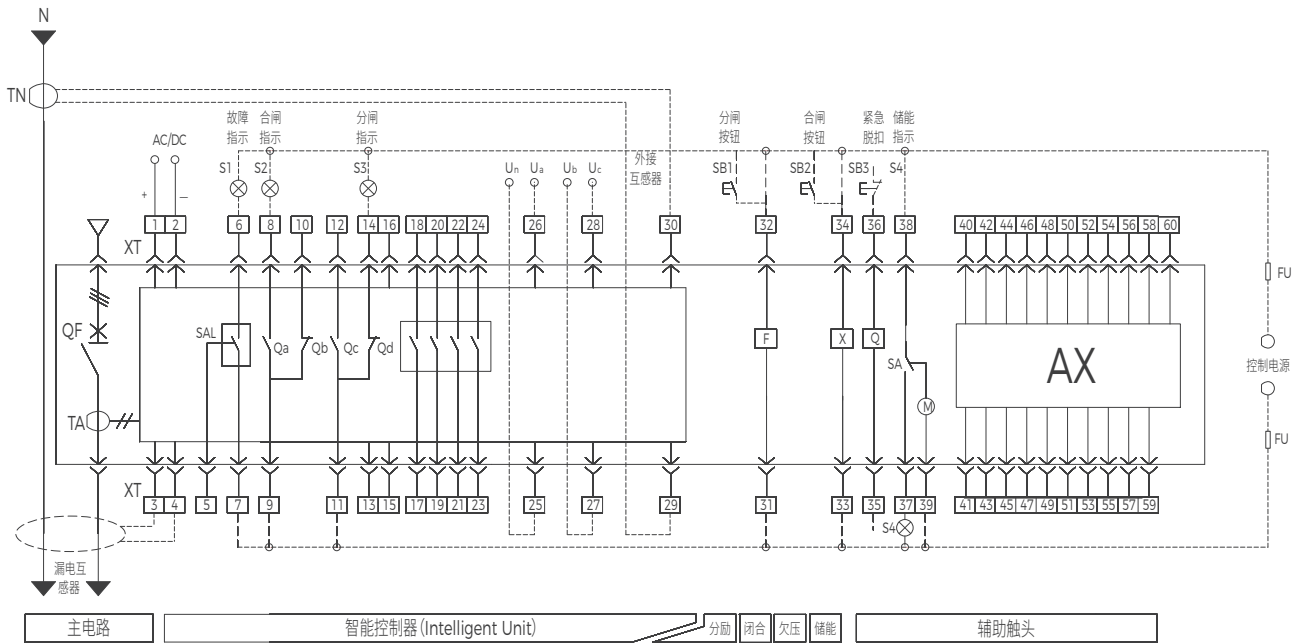 N
TN
AC/DC
+
—
故障
指示
合闸
指示
分闸
指示
分闸
按钮
合闸
按钮
紧急
脱扣
储能
指示
S1
S2
S3
Un
Ua
Ub
Uc
外接
互感器
SB1
SB2
SB3
S4
1 2 6 8 10 12 14 16 18 20 22 24 26 28 30 32 34 36 38 40 42 44 46 48 50 52 54 56 58 60
XT
FU
QF
SAL
Qa
Qb
Qc
Qd
F
X
Q
SA
M
AX
控制电源
TA
FU
XT
3 4 5 7 9 11 13 15 17 19 21 23 25 27 29 31 33 35 37 39 41 43 45 47 49 51 53 55 57 59
S4
漏电互
感器
主电路
智能控制器(Intelligent Unit)
分励
闭合
欠压
储能
辅助触头